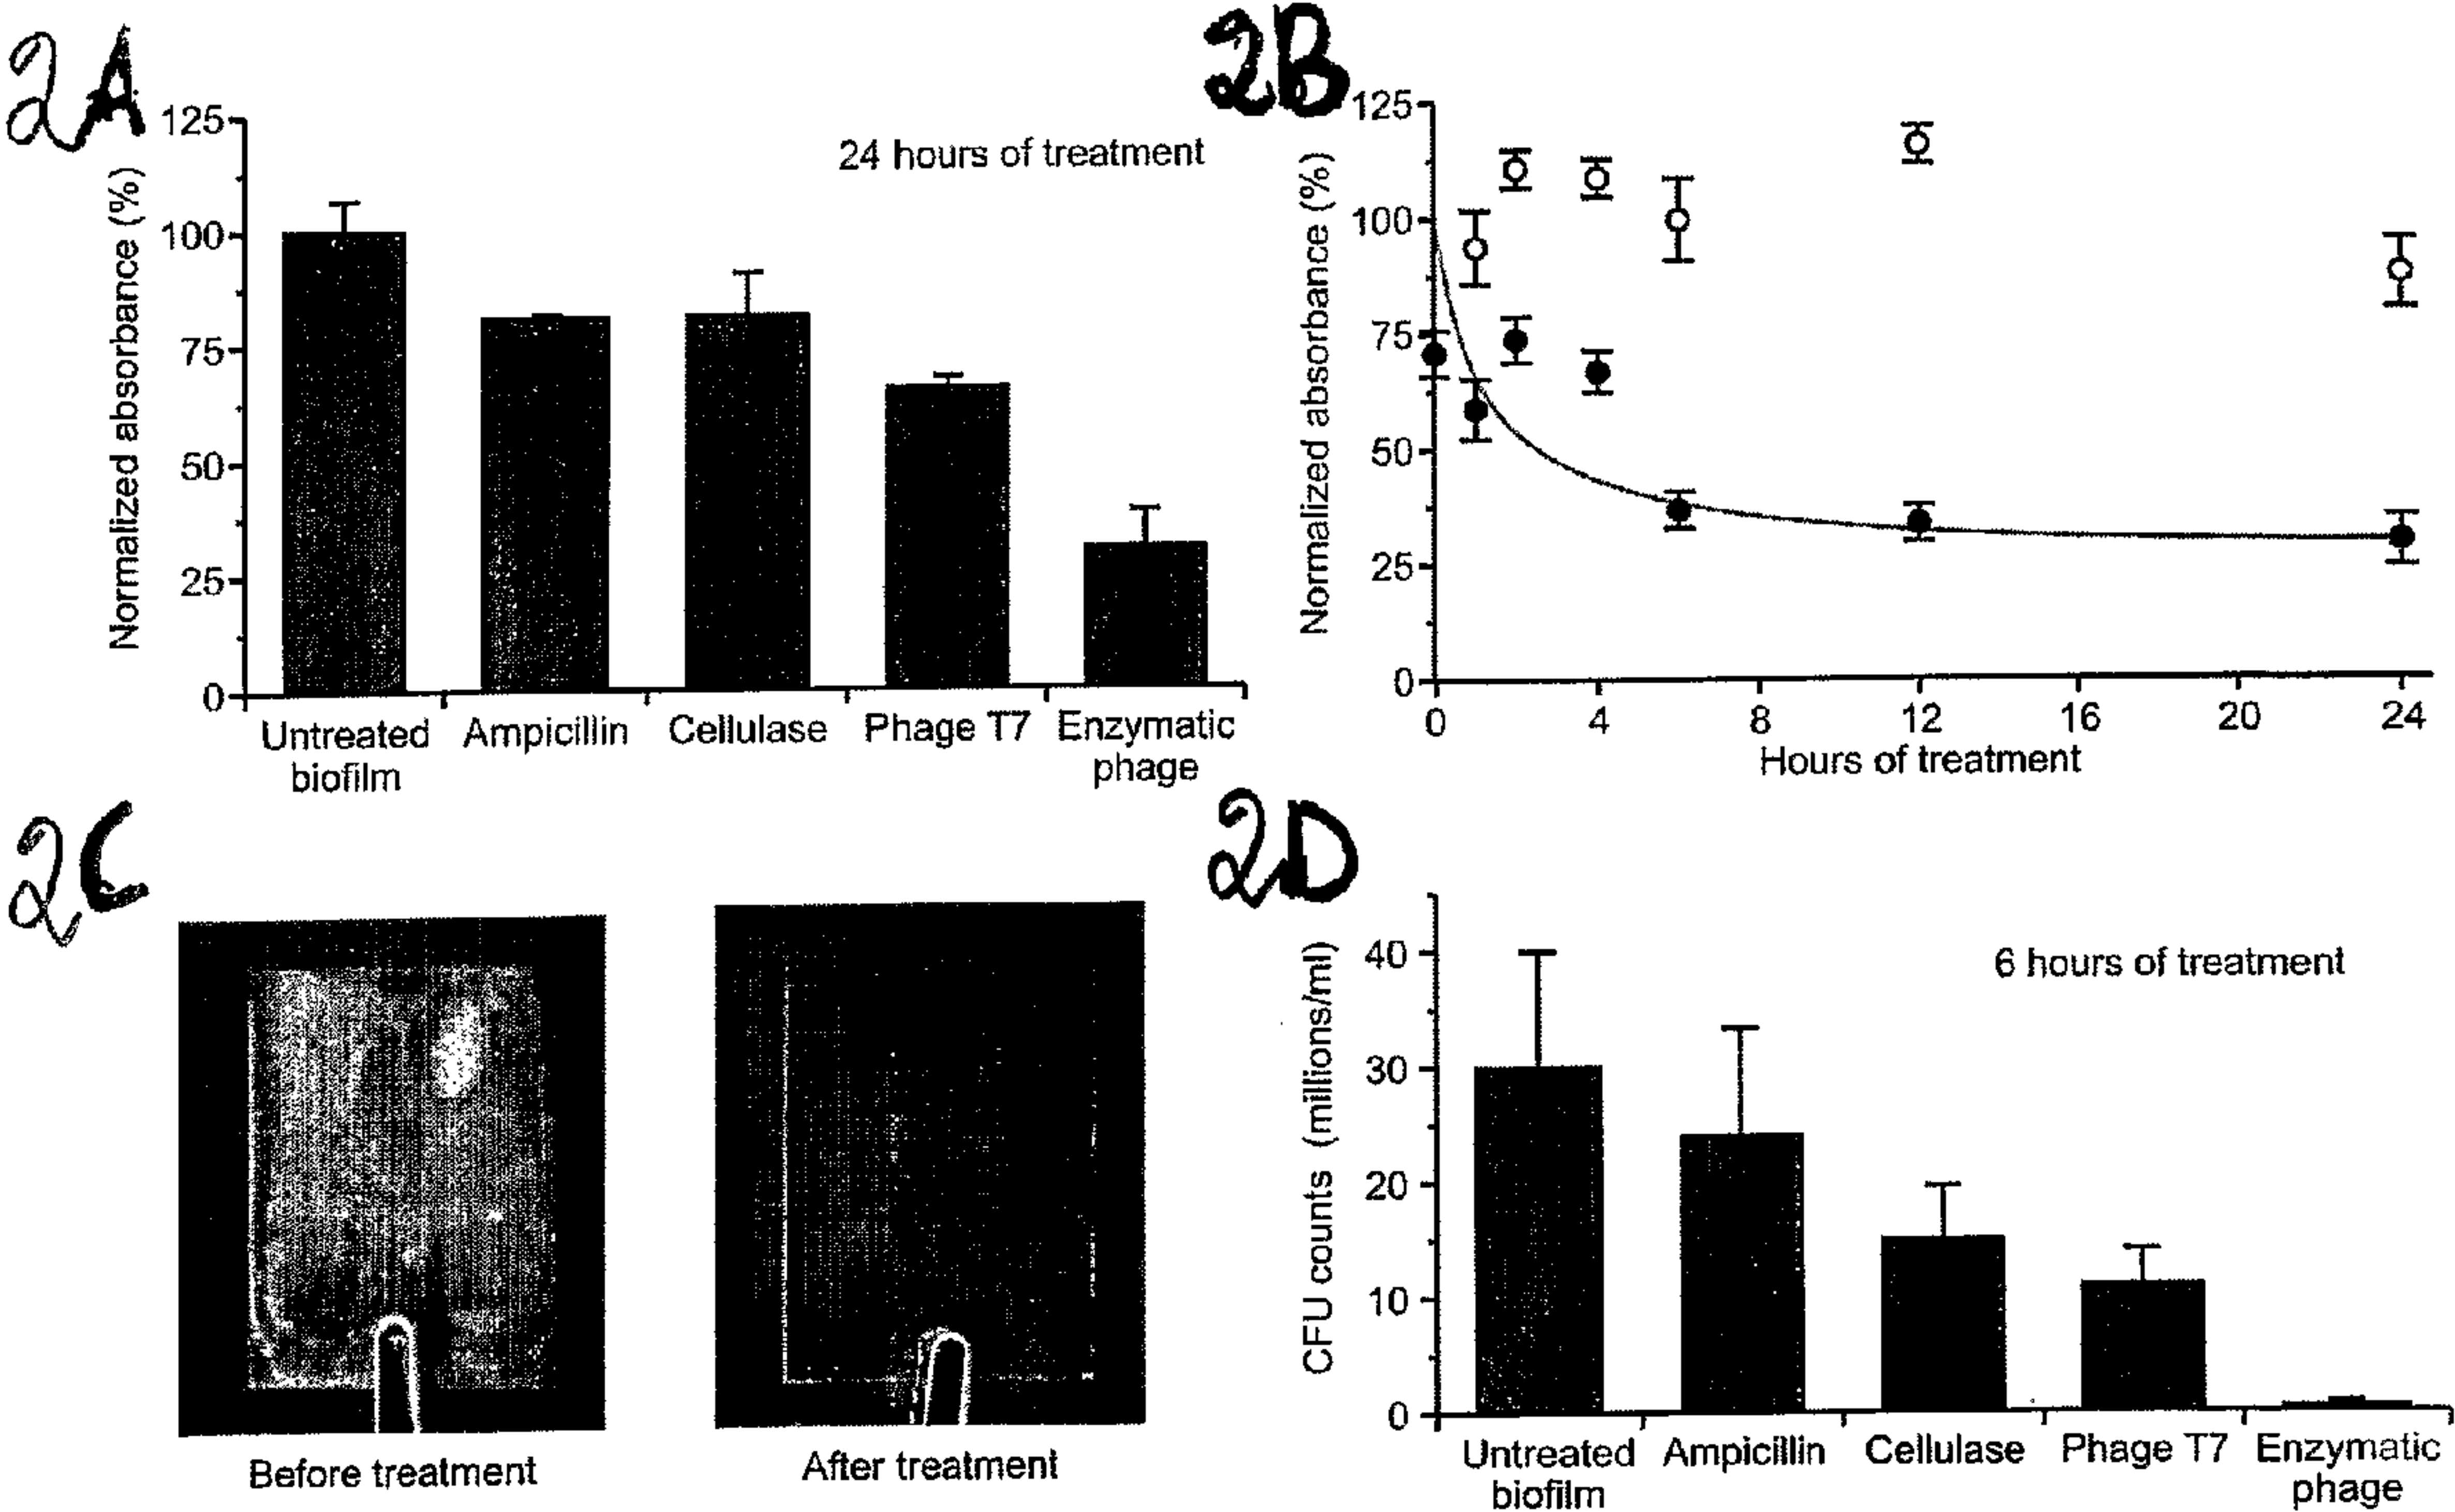 2A
125
100
75
50
25
0
Normalized absorbance (%)
24 hours of treatment
Untreated biofilm
Ampicillin
Cellulase
Phage T7
Enzymatic phage
2B
125
100
75
50
25
0
Normalized absorbance (%)
0 4 8 12 16 20 24
Hours of treatment
2C
Before treatment
After treatment
2D
40
30
20
10
0
CFU counts (millions/ml)
6 hours of treatment
Untreated biofilm
Ampicillin
Cellulase
Phage T7
Enzymatic phage